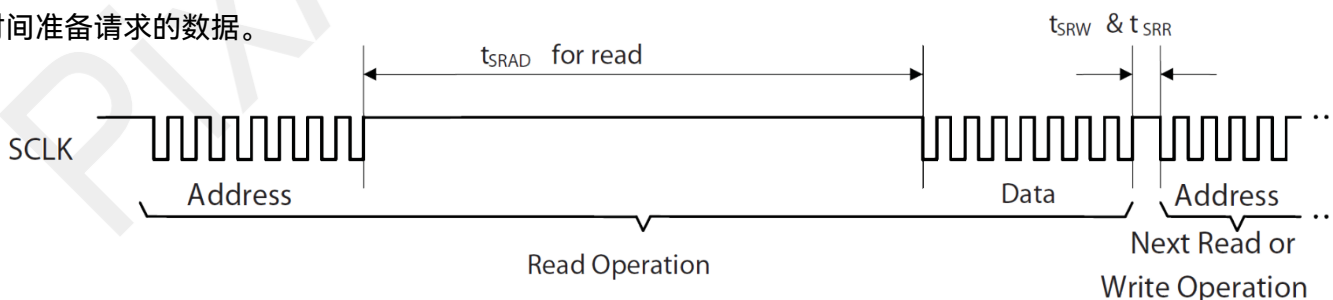 时间准备请求的数据。
tSRAD for read
tSRW & tSRR
SCLK
Address
Data
Address
Read Operation
Next Read or
Write Operation